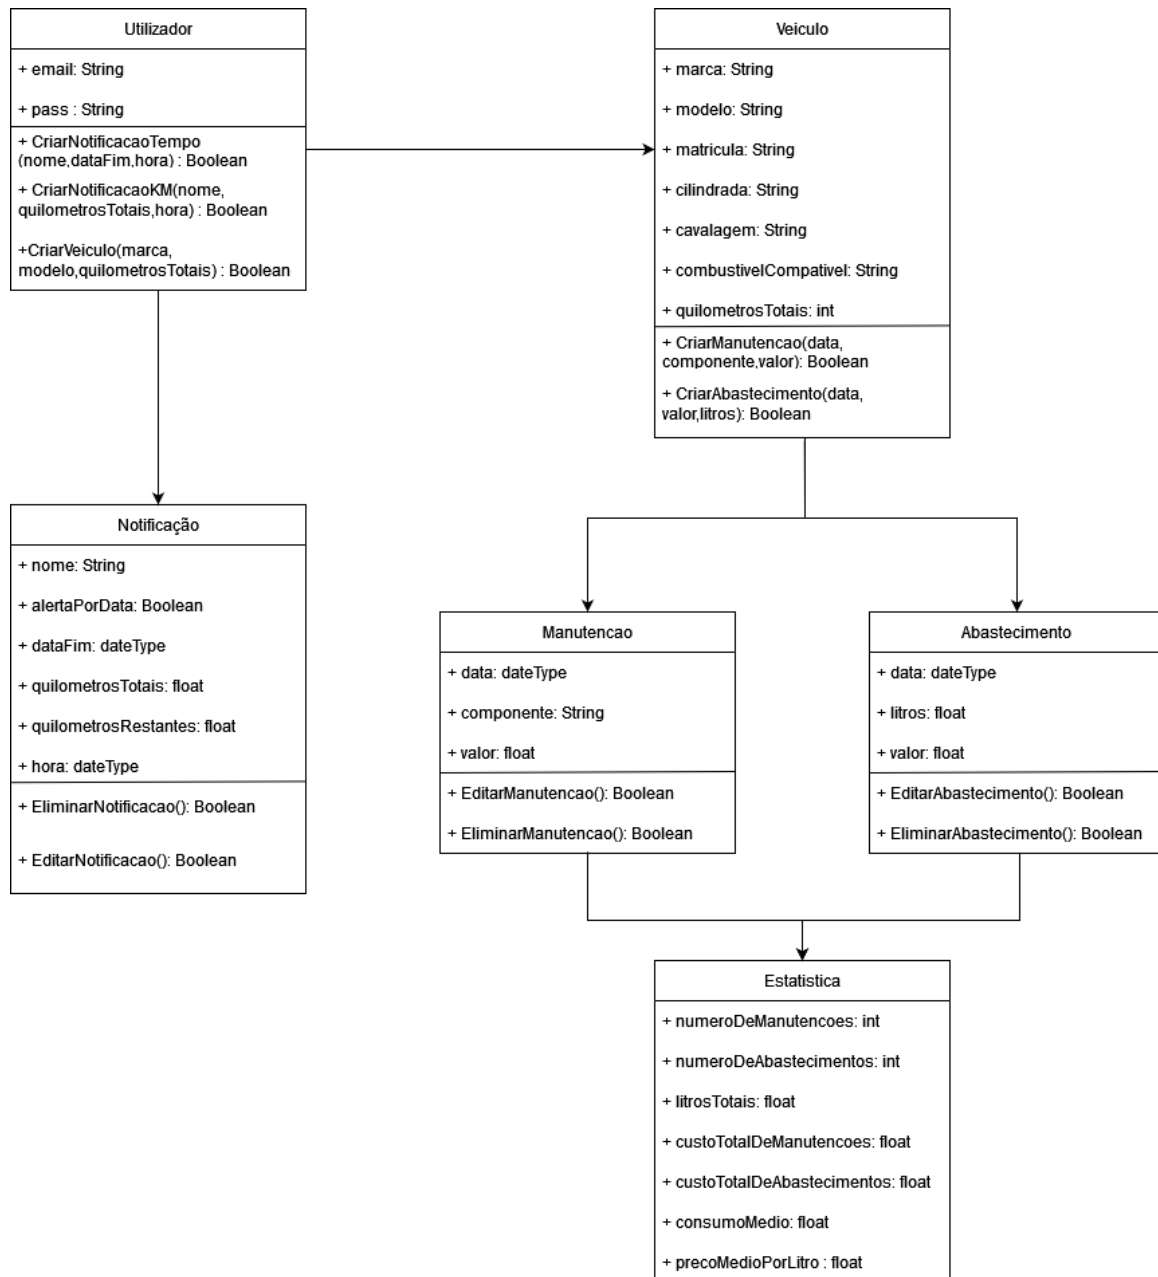 Utilizador
+ email: String
+ pass : String
+ CriarNotificacaoTempo
(nome,dataFim,hora) : Boolean
+ CriarNotificacaoKM(nome,
quilometrosTotais,hora) : Boolean
+CriarVeiculo(marca,
modelo,quilometrosTotais) : Boolean
Veiculo
+ marca: String
+ modelo: String
+ matricula: String
+ cilindrada: String
+ cavalagem: String
+ combustivelCompativel: String
+ quilometrosTotais: int
+ CriarManutencao(data,
componente,valor): Boolean
+ CriarAbastecimento(data,
valor,litros): Boolean
Notificação
+ nome: String
+ alertaPorData: Boolean
+ dataFim: dateType
+ quilometrosTotais: float
+ quilometrosRestantes: float
+ hora: dateType
+ EliminarNotificacao(): Boolean
+ EditarNotificacao(): Boolean
Manutencao
+ data: dateType
+ componente: String
+ valor: float
+ EditarManutencao(): Boolean
+ EliminarManutencao(): Boolean
Abastecimento
+ data: dateType
+ litros: float
+ valor: float
+ EditarAbastecimento(): Boolean
+ EliminarAbastecimento(): Boolean
Estatistica
+ numeroDeManutencoes: int
+ numeroDeAbastecimentos: int
+ litrosTotais: float
+ custoTotalDeManutencoes: float
+ custoTotalDeAbastecimentos: float
+ consumoMedio: float
+ precoMedioPorLitro : float